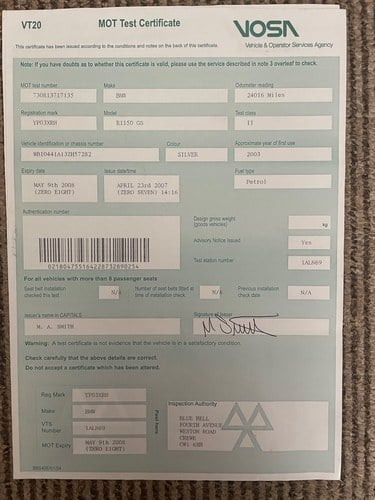 VT20 MOT Test Certificate VOSA
This certificate has been issued according to the conditions and notes on the back of this certificate. Vehicle & Operator Services Agency
Note: If you have doubts as to whether this certificate is valid, please use the service described in note 3 overleaf to check.
MOT test number Make Odometer reading
730813717135 BMW 24016 Miles
Registration mark Model Test class
YP03XRH R1150 GS II
Vehicle identification or chassis number Colour Approximate year of first use
SILVER 2003
Expiry date Issue date/time Fuel type
MAY 9th 2008 APRIL 23rd 2007 Petrol
(ZERO EIGHT) (ZERO SEVEN) 14:16
Authentication number Design gross weight
(goods vehicles) kg
Advisory Notice Issued Yes
Test station number
For all vehicles with more than 8 passenger seats
Seat belt installation Number of seat belts fitted at Previous installation
checked this test N/A time of installation check N/A check date N/A
Issuer's name in CAPITALS Signature of issuer
M. A. SMITH M Smith
Warning: A test certificate is not evidence that the vehicle is in a satisfactory condition.
Check carefully that the above details are correct.
Do not accept a certificate which has been altered.
Reg Mark YP03XRH
Make BMW
VTS
Number
MOT Expiry MAY 9th 2008
(ZERO EIGHT)
Inspection Authority
BLUE BELL
FOURTH AVENUE
WESTON ROAD
CREWE